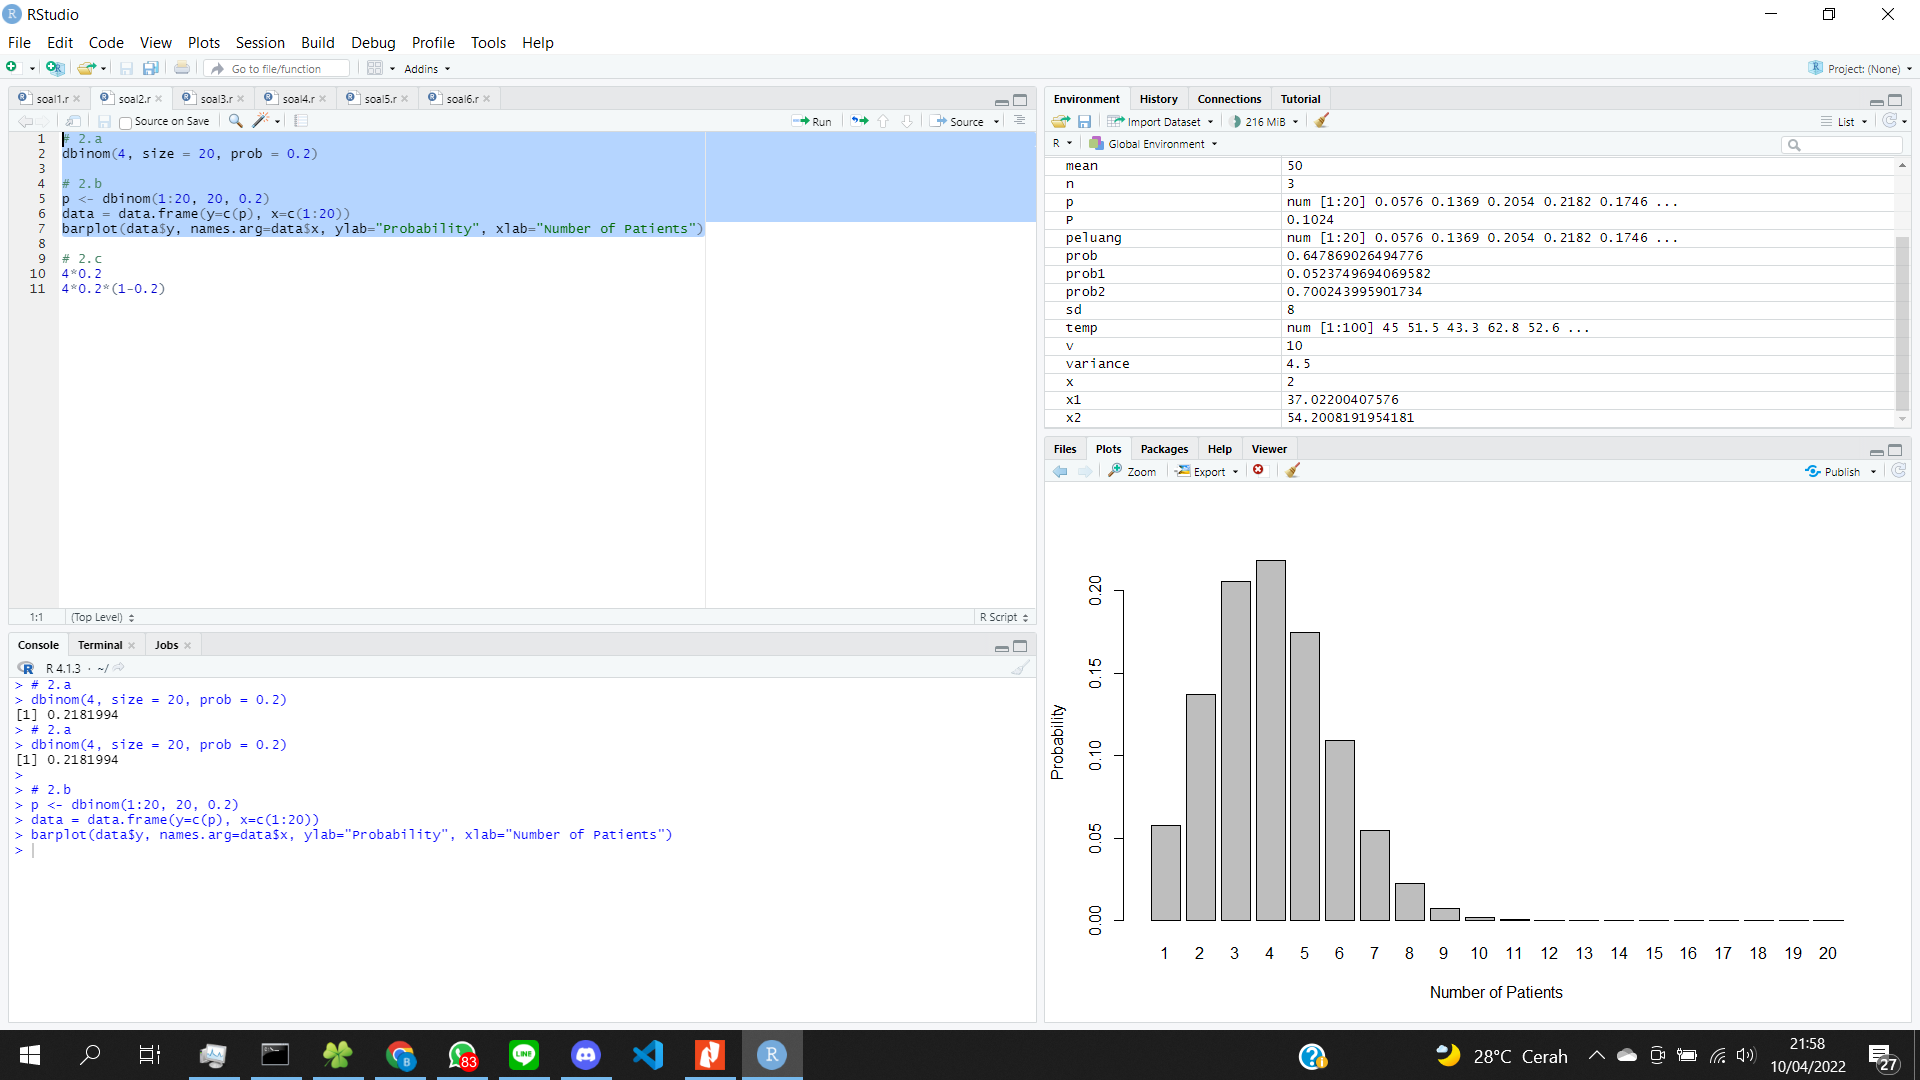 RStudio
File Edit Code View Plots Session Build Debug Profile Tools Help
Go to file/function Addins Project: (None)
soal1.r soal2.r soal3.r soal4.r soal5.r soal6.r
Source on Save Run Source
1 # 2.a
2 dbinom(4, size = 20, prob = 0.2)
3
4 # 2.b
5 p <- dbinom(1:20, 20, 0.2)
6 data = data.frame(y=c(p), x=c(1:20))
7 barplot(data$y, names.arg=data$x, ylab="Probability", xlab="Number of Patients")
8
9 # 2.c
10 4*0.2
11 4*0.2*(1-0.2)
1:1 (Top Level) R Script
Console Terminal Jobs
R 4.1.3 · ~/
> # 2.a
> dbinom(4, size = 20, prob = 0.2)
[1] 0.2181994
> # 2.a
> dbinom(4, size = 20, prob = 0.2)
[1] 0.2181994
>
> # 2.b
> p <- dbinom(1:20, 20, 0.2)
> data = data.frame(y=c(p), x=c(1:20))
> barplot(data$y, names.arg=data$x, ylab="Probability", xlab="Number of Patients")
>
Environment History Connections Tutorial
Import Dataset 216 MiB List
R Global Environment
mean 50
n 3
p num [1:20] 0.0576 0.1369 0.2054 0.2182 0.1746 ...
P 0.1024
peluang num [1:20] 0.0576 0.1369 0.2054 0.2182 0.1746 ...
prob 0.647869026494776
prob1 0.0523749694069582
prob2 0.700243995901734
sd 8
temp num [1:100] 45 51.5 43.3 62.8 52.6 ...
v 10
variance 4.5
x 2
x1 37.02200407576
x2 54.2008191954181
Files Plots Packages Help Viewer
Zoom Export Publish
Probability
0.20
0.15
0.10
0.05
0.00
1 2 3 4 5 6 7 8 9 10 11 12 13 14 15 16 17 18 19 20
Number of Patients
83
LINE
28°C Cerah
21:58
10/04/2022
27